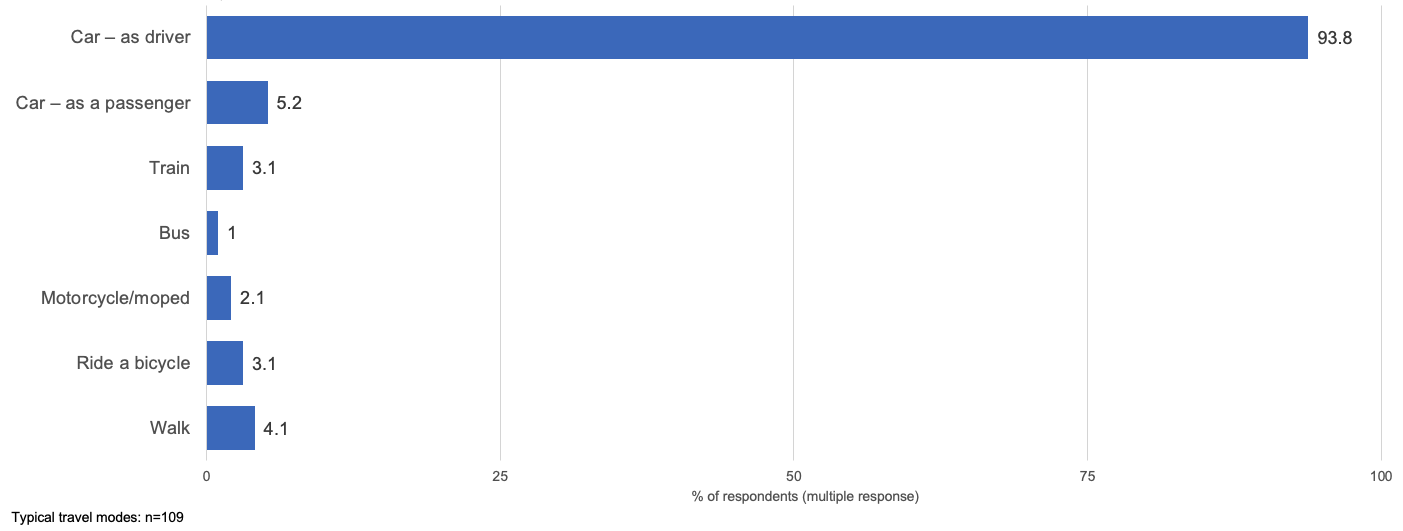 Car – as driver 93.8
Car – as a passenger 5.2
Train 3.1
Bus 1
Motorcycle/moped 2.1
Ride a bicycle 3.1
Walk 4.1
0 25 50 75 100
% of respondents (multiple response)
Typical travel modes: n=109